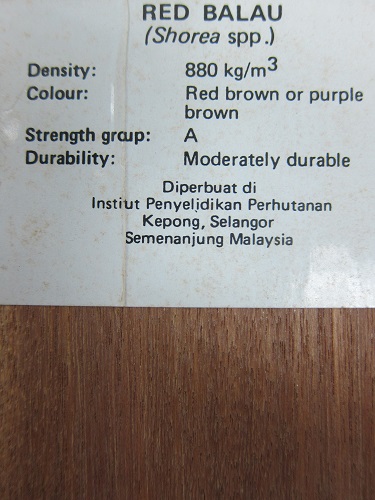 RED BALAU
(Shorea spp.)
Density: 880 kg/m3
Colour: Red brown or purple
brown
Strength group: A
Durability: Moderately durable
Diperbuat di
Instiut Penyelidikan Perhutanan
Kepong, Selangor
Semenanjung Malaysia